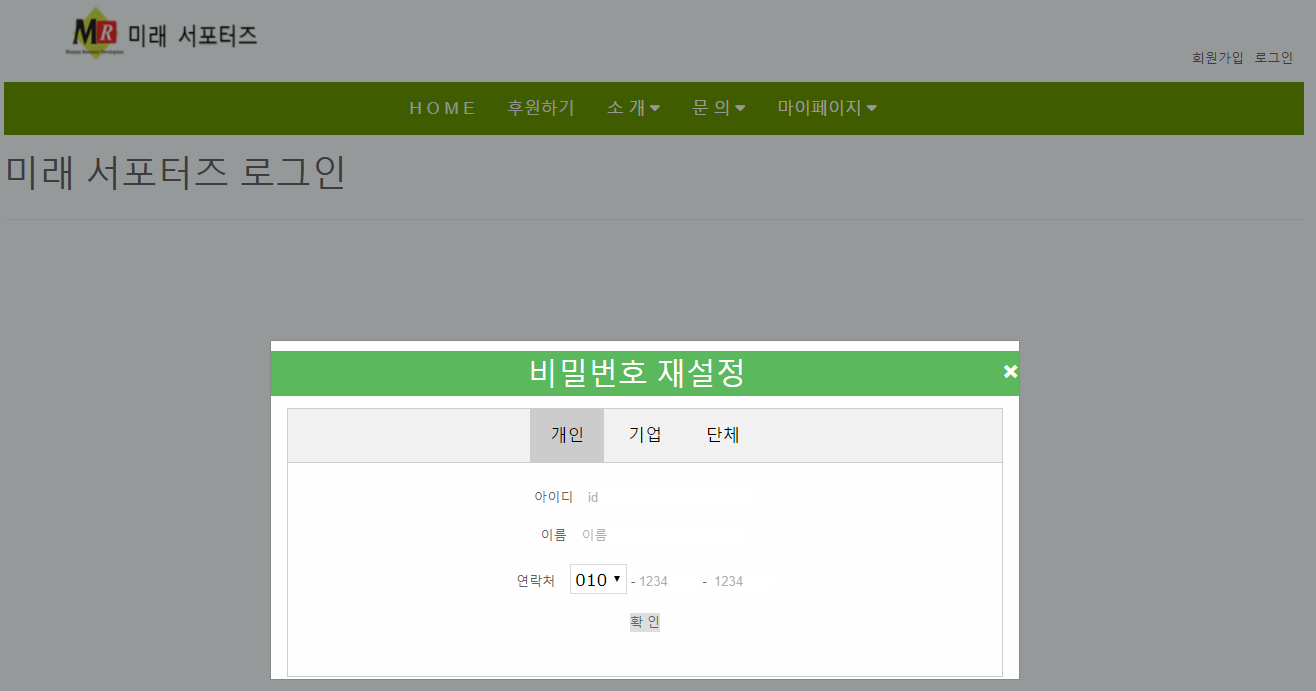 MR 미래 서포터즈
회원가입 로그인
H O M E 후원하기 소 개 문 의 마이페이지
미래 서포터즈 로그인
비밀번호 재설정 ×
개인 기업 단체
아이디 id
이름 이름
연락처 010 - 1234 - 1234
확 인